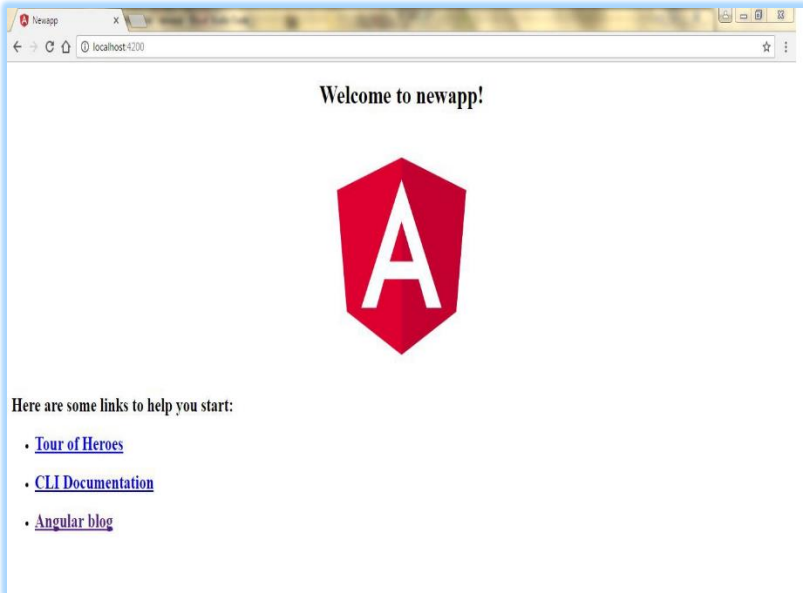 Newapp
localhost:4200
Welcome to newapp!
A
Here are some links to help you start:
Tour of Heroes
CLI Documentation
Angular blog